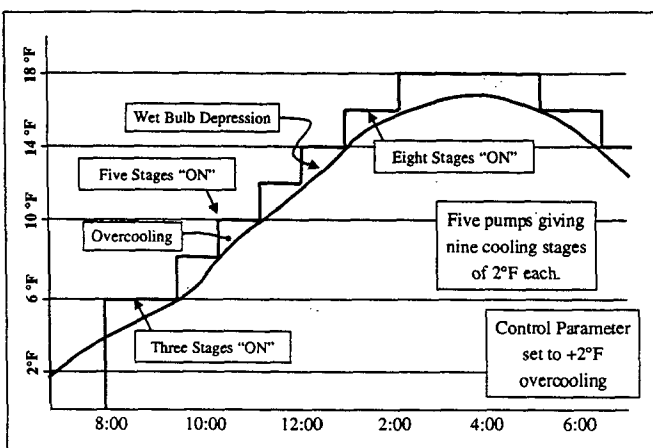 18 °F
14 °F
10 °F
6 °F
2°F
Wet Bulb Depression
Five Stages "ON"
Overcooling
Three Stages "ON"
Eight Stages "ON"
Five pumps giving
nine cooling stages
of 2°F each.
Control Parameter
set to +2°F
overcooling
8:00 10:00 12:00 2:00 4:00 6:00